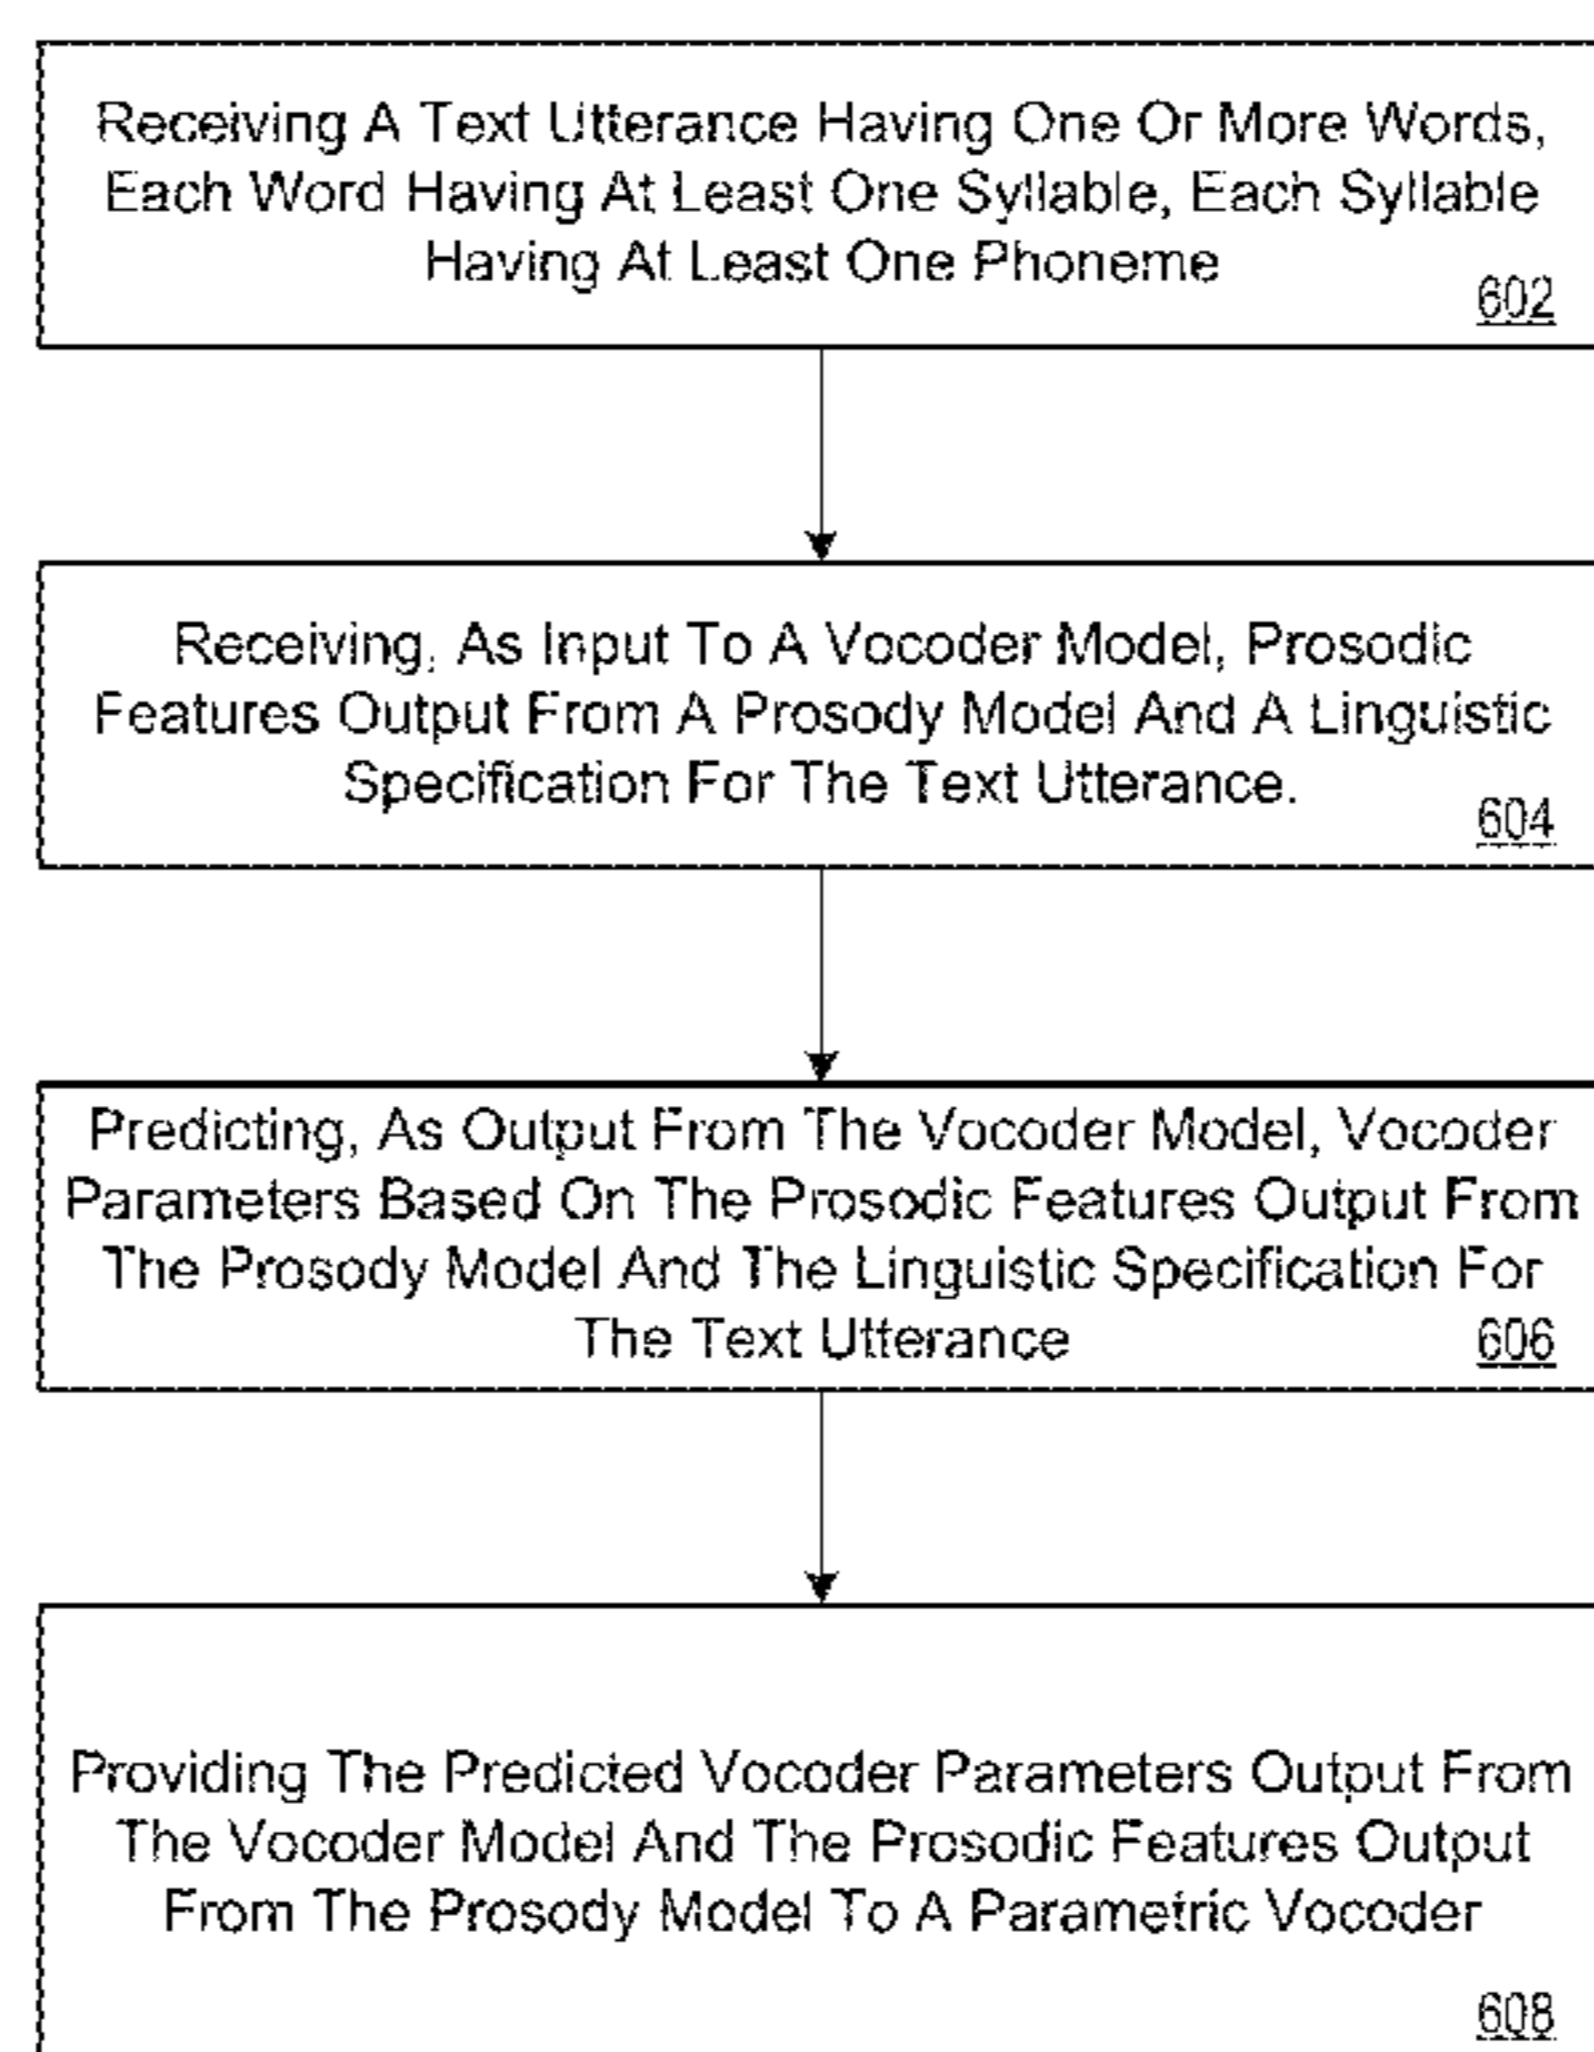 Receiving A Text Utterance Having One Or More Words,
Each Word Having At Least One Syllable, Each Syllable
Having At Least One Phoneme
602
Receiving, As Input To A Vocoder Model, Prosodic
Features Output From A Prosody Model And A Linguistic
Specification For The Text Utterance.
604
Predicting, As Output From The Vocoder Model, Vocoder
Parameters Based On The Prosodic Features Output From
The Prosody Model And The Linguistic Specification For
The Text Utterance
606
Providing The Predicted Vocoder Parameters Output From
The Vocoder Model And The Prosodic Features Output
From The Prosody Model To A Parametric Vocoder
608